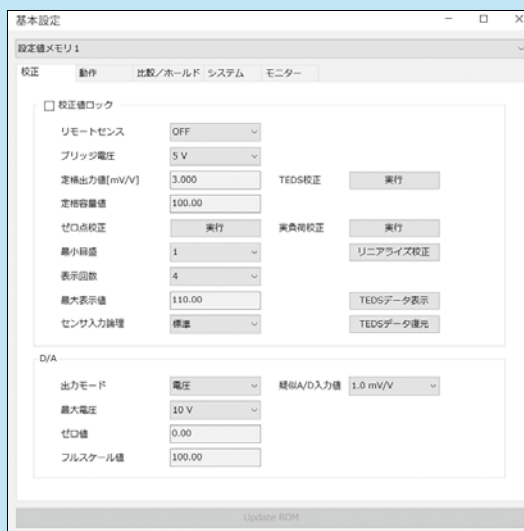 基本設定
設定値メモリ1
校正 動作 比較／ホールド システム モニター
校正値ロック
リモートセンス OFF
ブリッジ電圧 5 V
定格出力値[mV/V] 3.000 TEDS校正 実行
定格容量値 100.00
ゼロ点校正 実行 実負荷校正 実行
最小目盛 1 リニアライズ校正
表示回数 4
最大表示値 110.00 TEDSデータ表示
センサ入力論理 標準 TEDSデータ復元
D/A
出力モード 電圧 疑似A/D入力値 1.0 mV/V
最大電圧 10 V
ゼロ値 0.00
フルスケール値 100.00
Update ROM